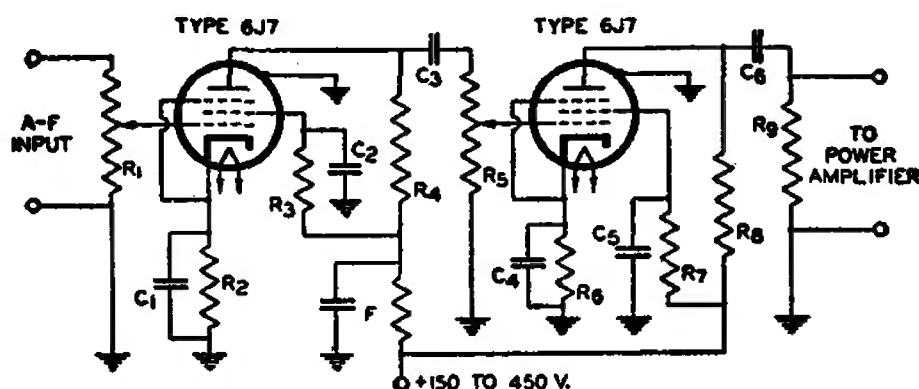 TYPE 6J7
TYPE 6J7
A-F
INPUT
R1
C1
R2
R3
C2
R4
F
C3
R5
C4
R6
C5
R7
R8
C6
R9
TO
POWER
AMPLIFIER
+150 TO 450 V.